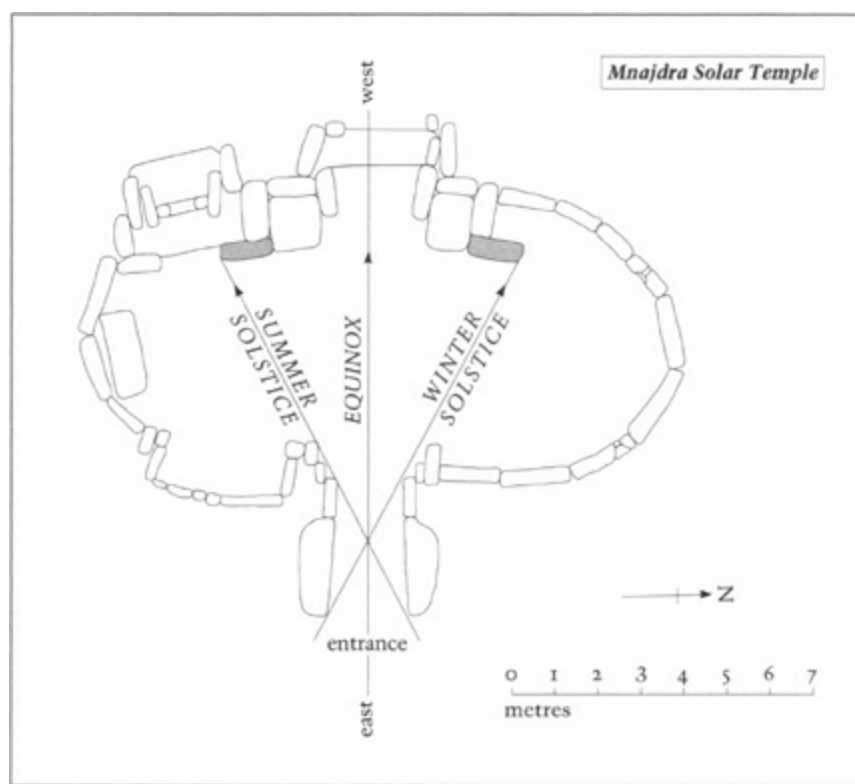 Mnajdra Solar Temple
west
SUMMER
SOLSTICE
EQUINOX
WINTER
SOLSTICE
N
entrance
0 1 2 3 4 5 6 7
metres
east